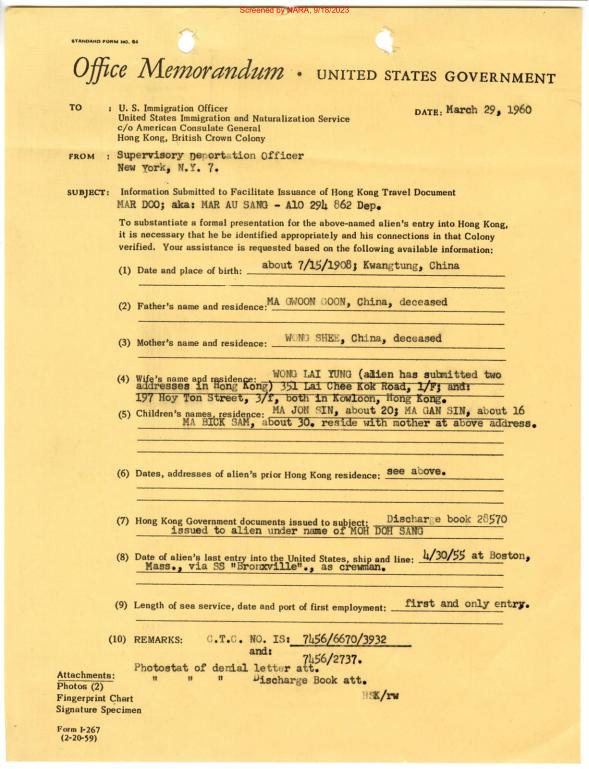 Screened by NARA, 9/18/2023
STANDARD FORM NO. 64
Office Memorandum • UNITED STATES GOVERNMENT
TO : U. S. Immigration Officer DATE: March 29, 1960
United States Immigration and Naturalization Service
c/o American Consulate General
Hong Kong, British Crown Colony
FROM : Supervisory Deportation Officer
New York, N.Y. 7.
SUBJECT: Information Submitted to Facilitate Issuance of Hong Kong Travel Document
MAR DOO; aka: MAR AU SANG - A10 294 862 Dep.
To substantiate a formal presentation for the above-named alien's entry into Hong Kong,
it is necessary that he be identified appropriately and his connections in that Colony
verified. Your assistance is requested based on the following available information:
(1) Date and place of birth: about 7/15/1908; Kwangtung, China
(2) Father's name and residence: MA GWOON GOON, China, deceased
(3) Mother's name and residence: WONG SHEE, China, deceased
(4) Wife's name and residence: WONG LAI YUNG (alien has submitted two
addresses in Hong Kong) 351 Lai Chee Kok Road, 1/F; and:
197 Hoy Ton Street, 3/f, both in Kowloon, Hong Kong.
(5) Children's names, residence: MA JON SIN, about 20; MA GAN SIN, about 16
MA BICK SAM, about 30. reside with mother at above address.
(6) Dates, addresses of alien's prior Hong Kong residence: see above.
(7) Hong Kong Government documents issued to subject: Discharge book 28570
issued to alien under name of MOH DOH SANG
(8) Date of alien's last entry into the United States, ship and line: 4/30/55 at Boston,
Mass., via SS "Bronxville"., as crewman.
(9) Length of sea service, date and port of first employment: first and only entry.
(10) REMARKS: C.T.C. NO. IS: 7456/6670/3932
and:
7456/2737.
Photostat of denial letter att.
" " " Discharge Book att.
Attachments:
Photos (2)
Fingerprint Chart HSK/rw
Signature Specimen
Form I-267
(2-20-59)